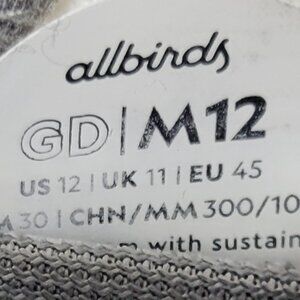 allbirds
GD | M12
US 12 | UK 11 | EU 45
30 | CHN/MM 300/10
with sustain